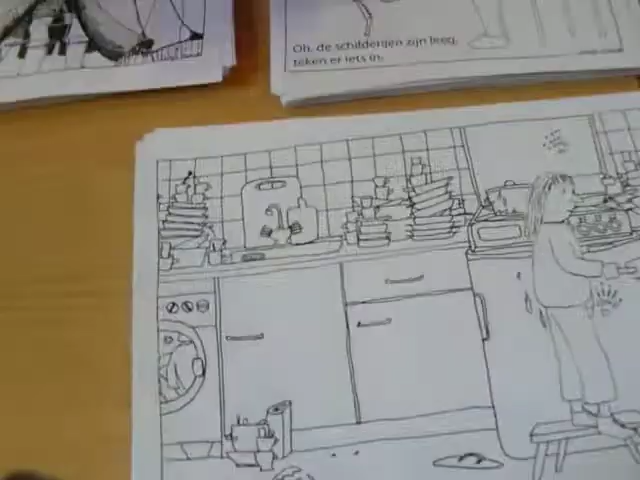 Oh, de schilderijen zijn leeg,
teken er iets in.